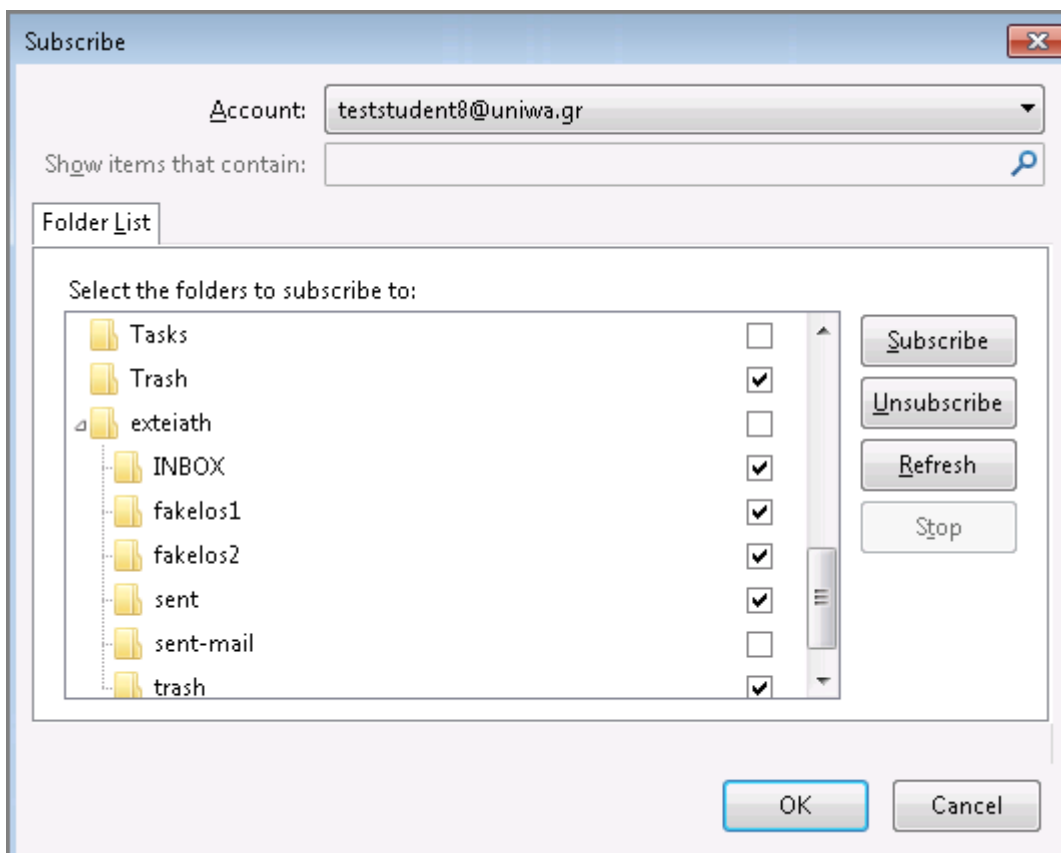 Subscribe
Account: teststudent8@uniwa.gr
Show items that contain:
Folder List
Select the folders to subscribe to:
Tasks
Trash
exteiath
INBOX
fakelos1
fakelos2
sent
sent-mail
trash
Subscribe
Unsubscribe
Refresh
Stop
OK Cancel